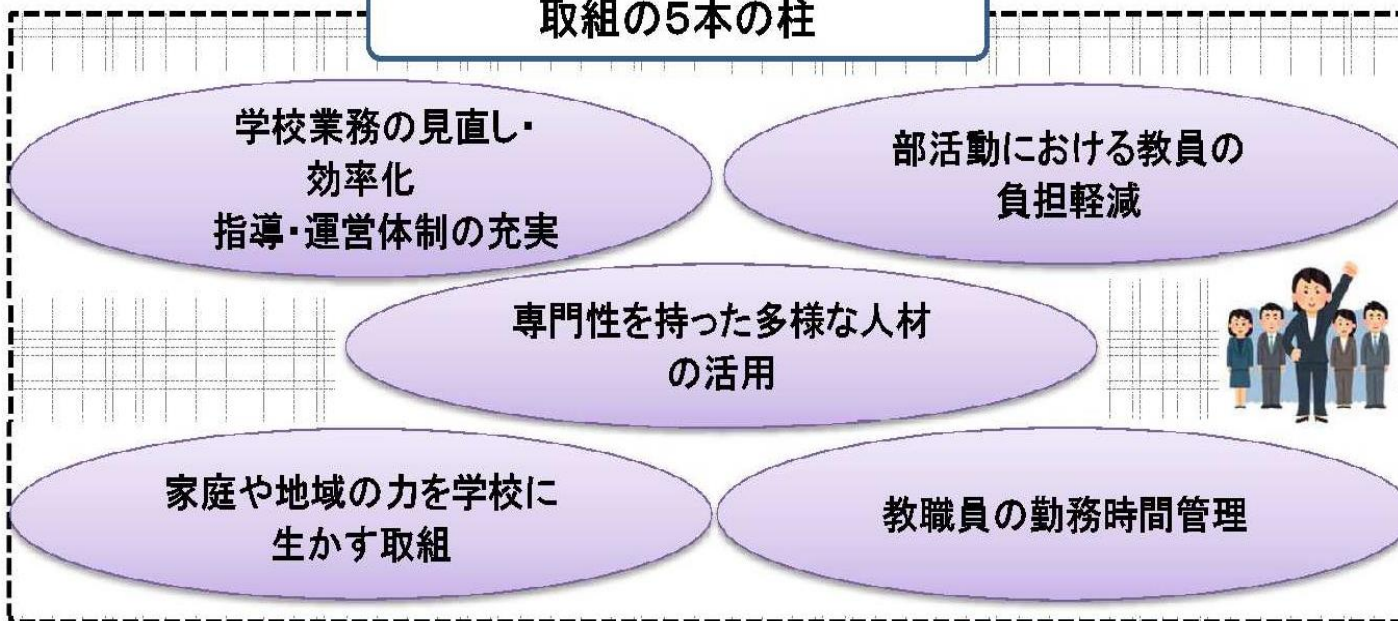 取組の5本の柱
学校業務の見直し・
効率化
指導・運営体制の充実
部活動における教員の
負担軽減
専門性を持った多様な人材
の活用
家庭や地域の力を学校に
生かす取組
教職員の勤務時間管理